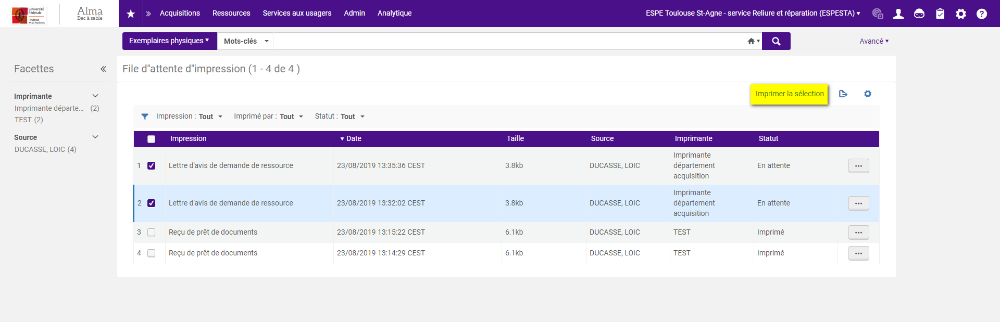 Université
Fédérale
Toulouse
Midi-Pyrénées
Alma
Bac à sable
Acquisitions Ressources Services aux usagers Admin Analytique
ESPE Toulouse St-Agne - service Reliure et réparation (ESPESTA)
Exemplaires physiques Mots-clés
Avancé
Facettes
File d"attente d"impression (1 - 4 de 4 )
Imprimer la sélection
Imprimante
Imprimante départe... (2)
TEST (2)
Source
DUCASSE, LOIC (4)
Impression : Tout Imprimé par : Tout Statut : Tout
Impression Date Taille Source Imprimante Statut
1 Lettre d'avis de demande de ressource 23/08/2019 13:35:36 CEST 3.8kb DUCASSE, LOIC Imprimante département acquisition En attente
2 Lettre d'avis de demande de ressource 23/08/2019 13:32:02 CEST 3.8kb DUCASSE, LOIC Imprimante département acquisition En attente
3 Reçu de prêt de documents 23/08/2019 13:15:22 CEST 6.1kb DUCASSE, LOIC TEST Imprimé
4 Reçu de prêt de documents 23/08/2019 13:14:29 CEST 6.1kb DUCASSE, LOIC TEST Imprimé